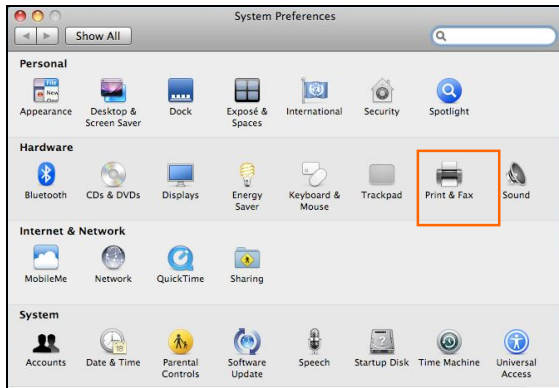 System Preferences
Show All
Personal
File
New
Appearance
Desktop &
Screen Saver
Dock
Exposé &
Spaces
International
Security
Spotlight
Hardware
Bluetooth
CDs & DVDs
Displays
Energy
Saver
Keyboard &
Mouse
Trackpad
Print & Fax
Sound
Internet & Network
MobileMe
Network
QuickTime
Sharing
System
Accounts
Date & Time
Parental
Controls
Software
Update
Speech
Startup Disk
Time Machine
Universal
Access